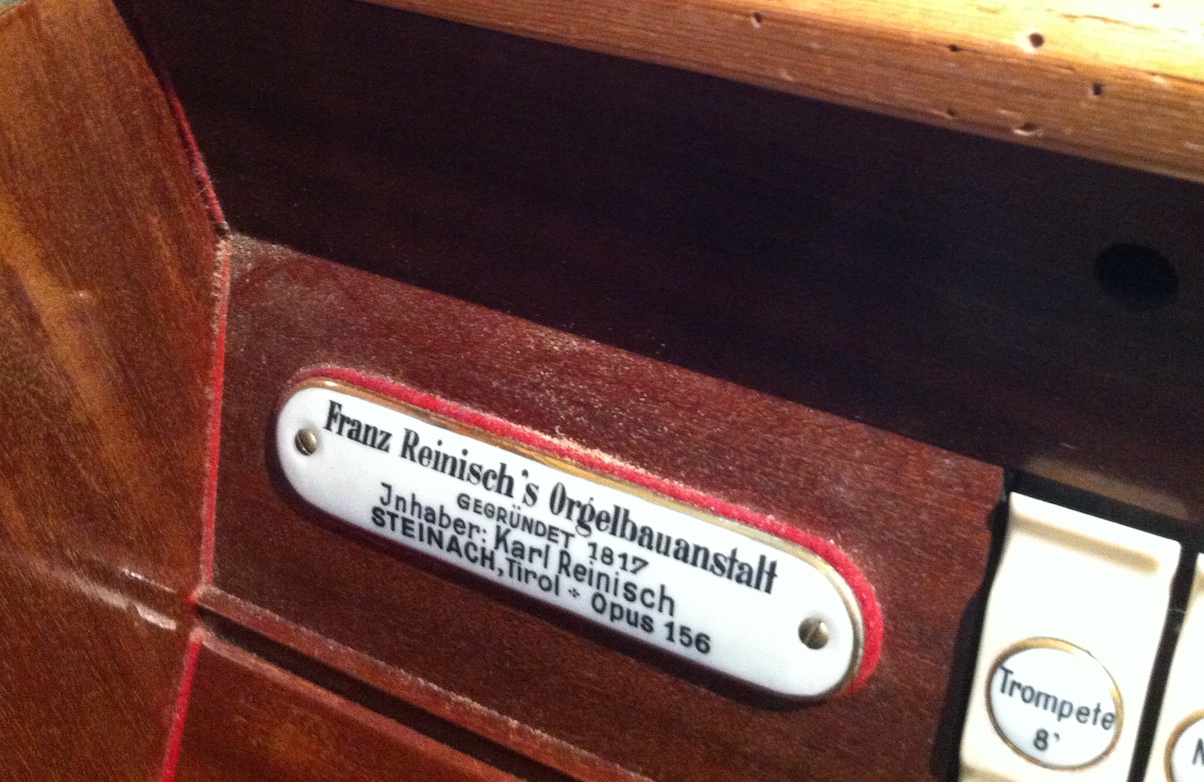 Franz Reinisch's Orgelbauanstalt
GEGRÜNDET 1817
Jnhaber: Karl Reinisch
STEINACH, Tirol ÷ Opus 156
Trompete
8'